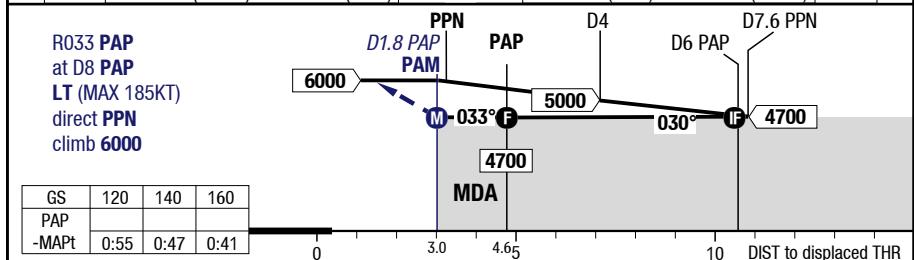 R033 PAP
at D8 PAP
LT (MAX 185KT)
direct PPN
climb 6000
PPN
D4
D7.6 PPN
D1.8 PAP
PAP
D6 PAP
PAM
6000
5000
M 033° F 030° IF 4700
4700
MDA
GS 120 140 160
PAP
-MAPt 0:55 0:47 0:41
0 3.0 4.6 5 10 DIST to displaced THR